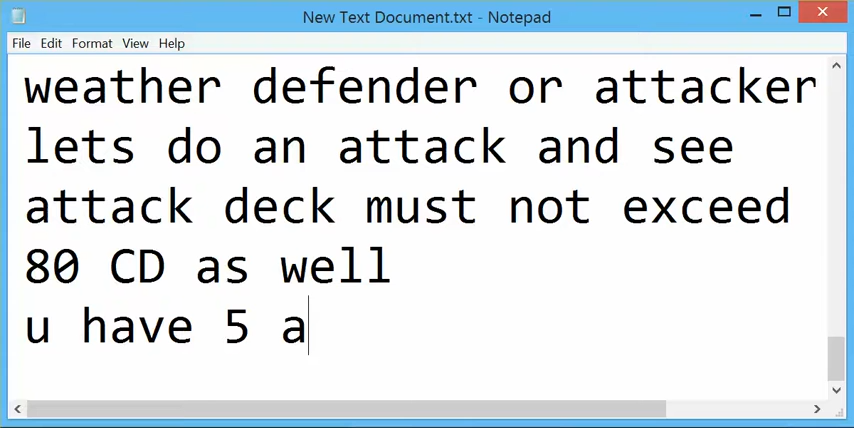 New Text Document.txt - Notepad
File Edit Format View Help
weather defender or attacker
lets do an attack and see
attack deck must not exceed
80 CD as well
u have 5 a